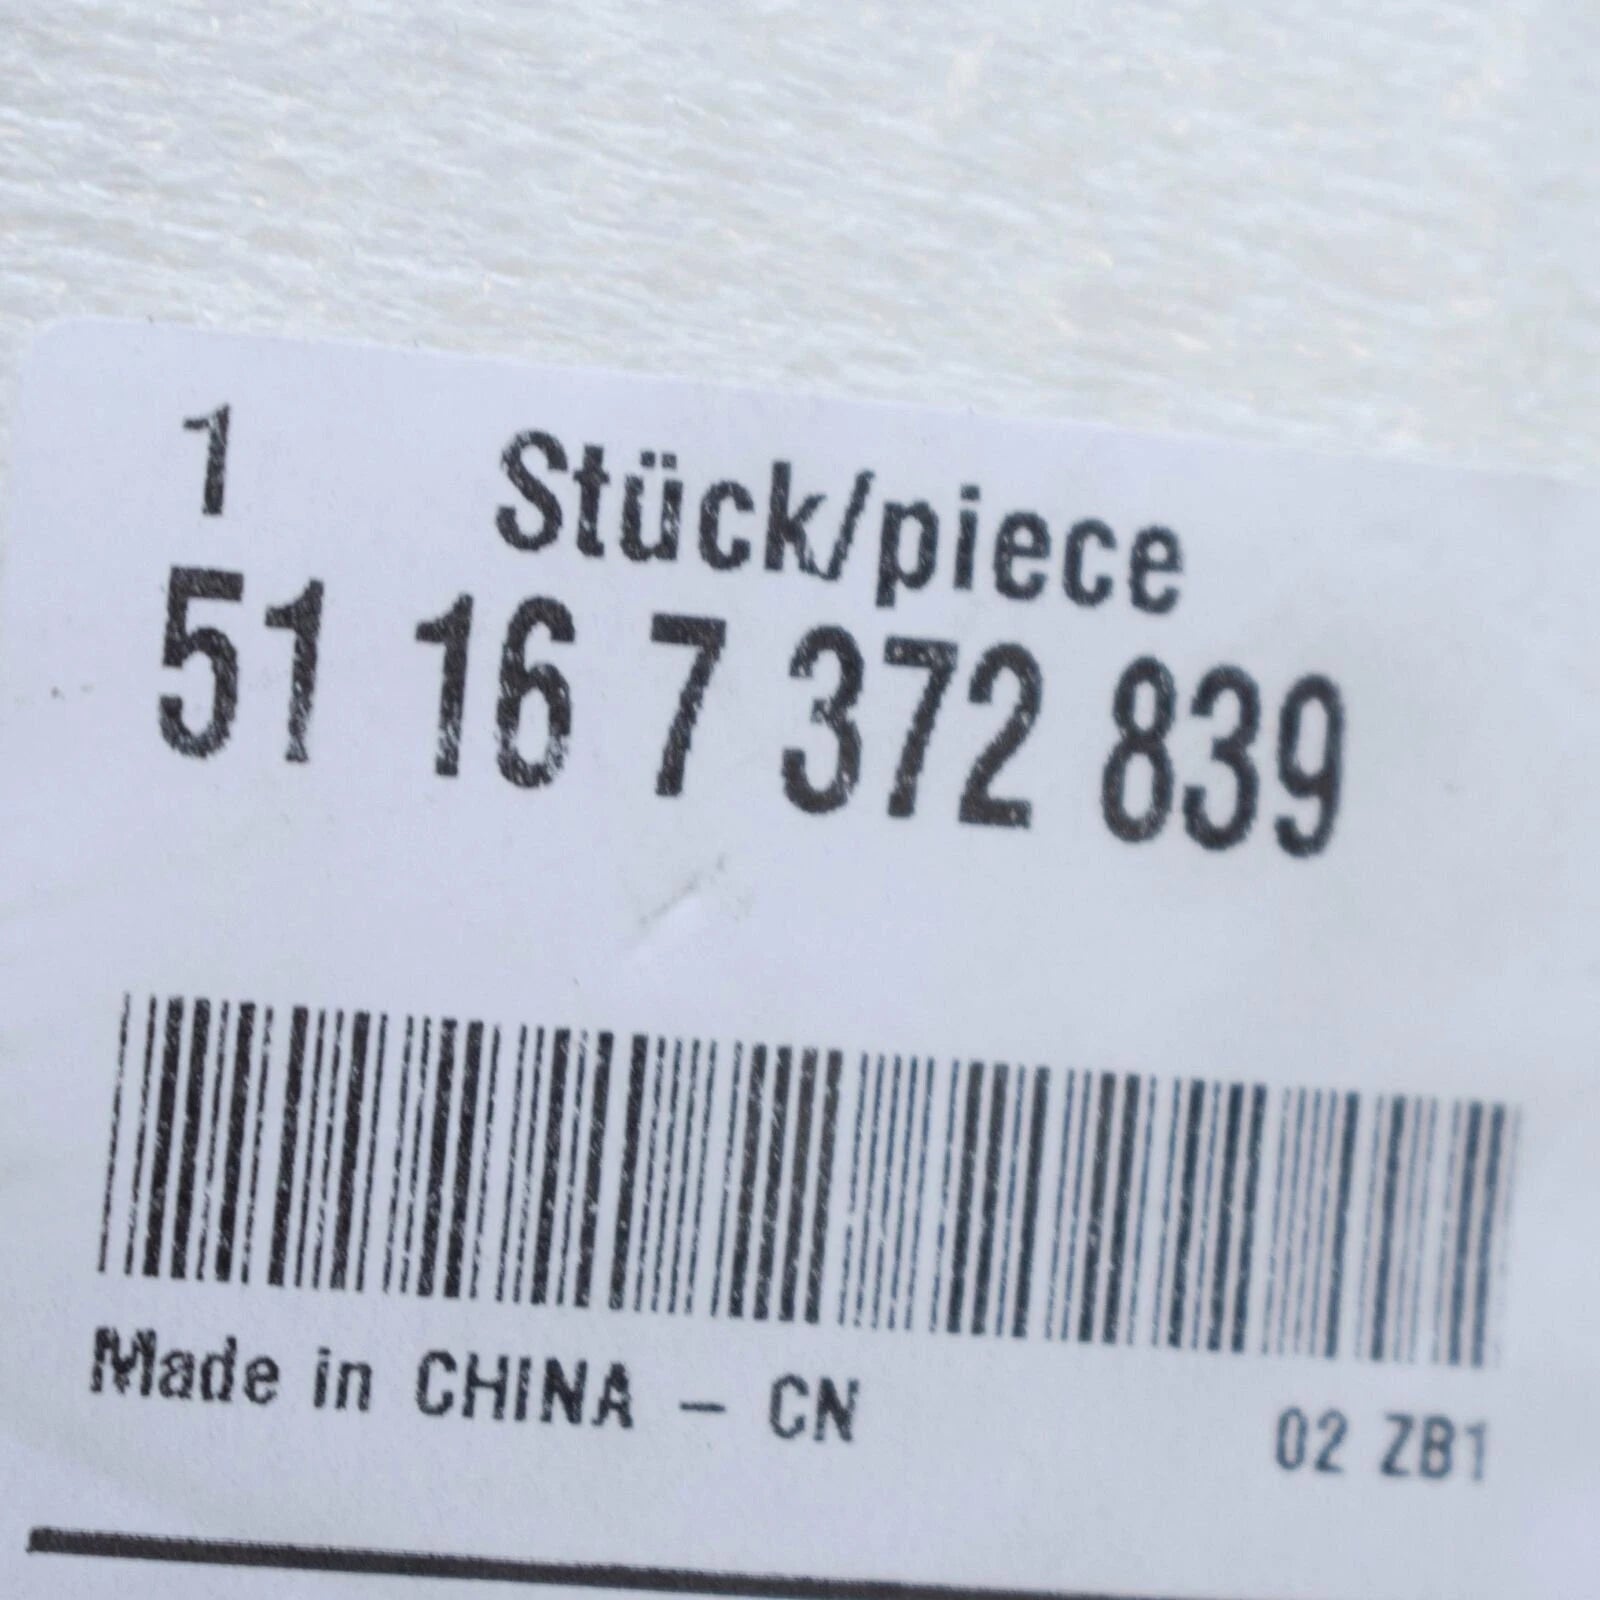 1 Stück/piece
51 16 7 372 839
Made in CHINA - CN 02 ZB1